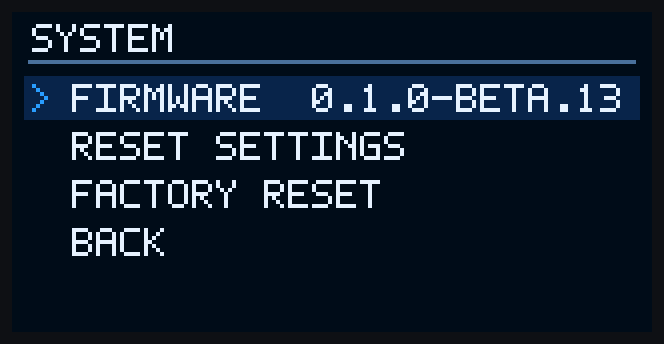 SYSTEM
> FIRMWARE  0.1.0-BETA.13
RESET SETTINGS
FACTORY RESET
BACK